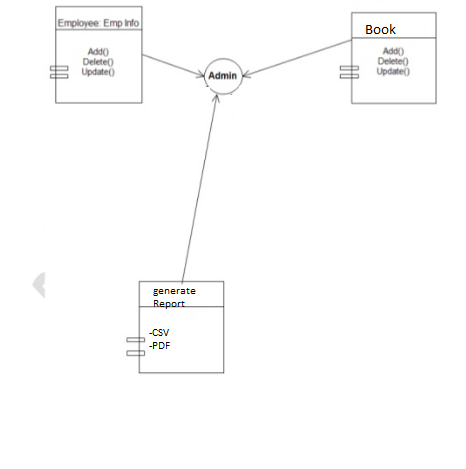 Employee: Emp Info
Add()
Delete()
Update()
Admin
Book
Add()
Delete()
Update()
generate
Report
-CSV
-PDF